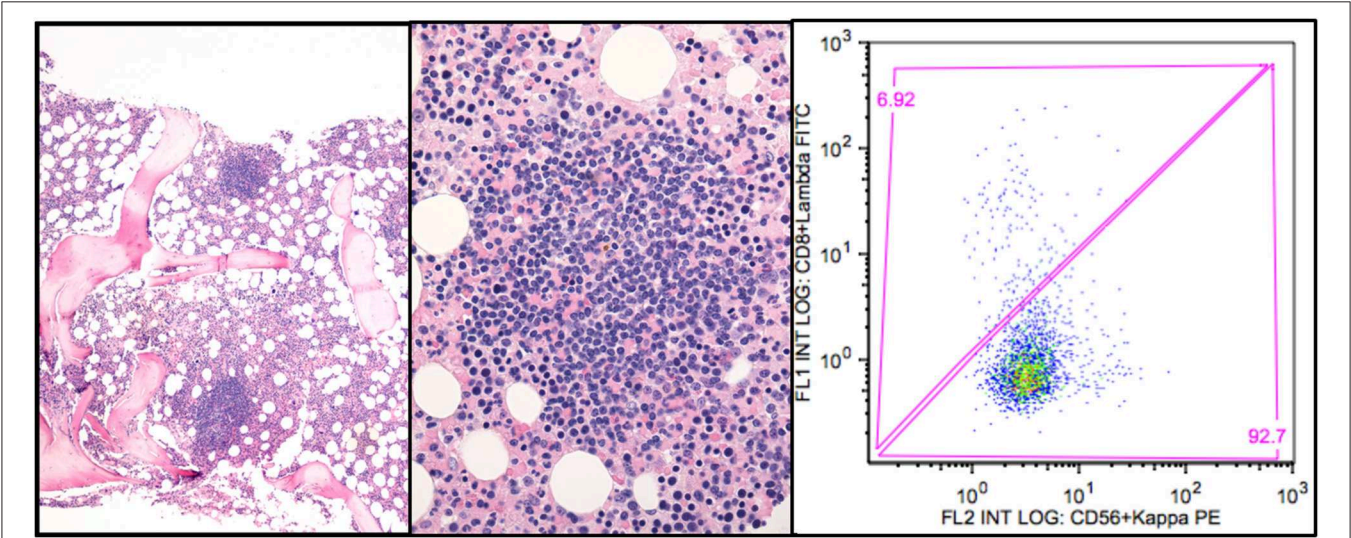 10³
6.92
10²
10¹
10⁰
92.7
10⁰ 10¹ 10² 10³
FL1 INT LOG: CD8+Lambda FITC
FL2 INT LOG: CD56+Kappa PE